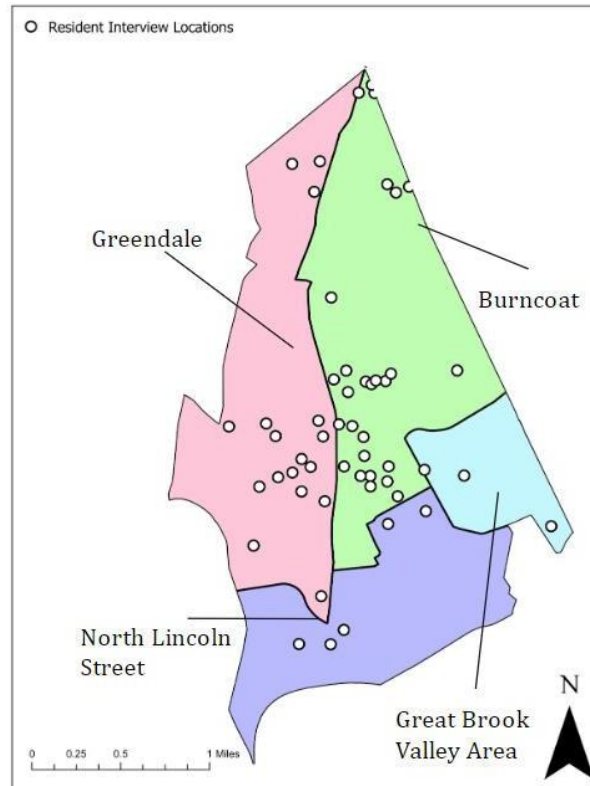 Resident Interview Locations
Greendale
Burncoat
North Lincoln
Street
Great Brook
Valley Area
N
0 0.25 0.5 1 Miles